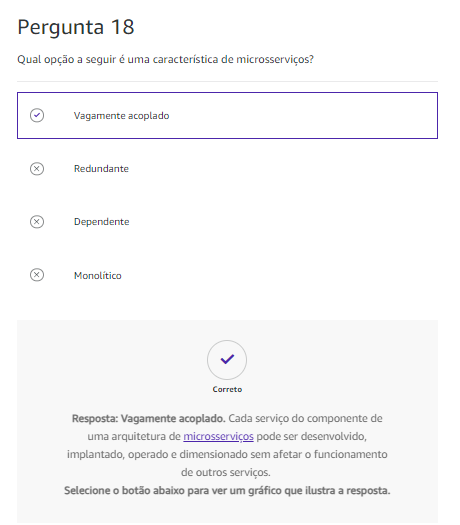 Pergunta 18
Qual opção a seguir é uma característica de microsserviços?
Vagamente acoplado
Redundante
Dependente
Monolítico
Correto
Resposta: Vagamente acoplado. Cada serviço do componente de
uma arquitetura de microsserviços pode ser desenvolvido,
implantado, operado e dimensionado sem afetar o funcionamento
de outros serviços.
Selecione o botão abaixo para ver um gráfico que ilustra a resposta.